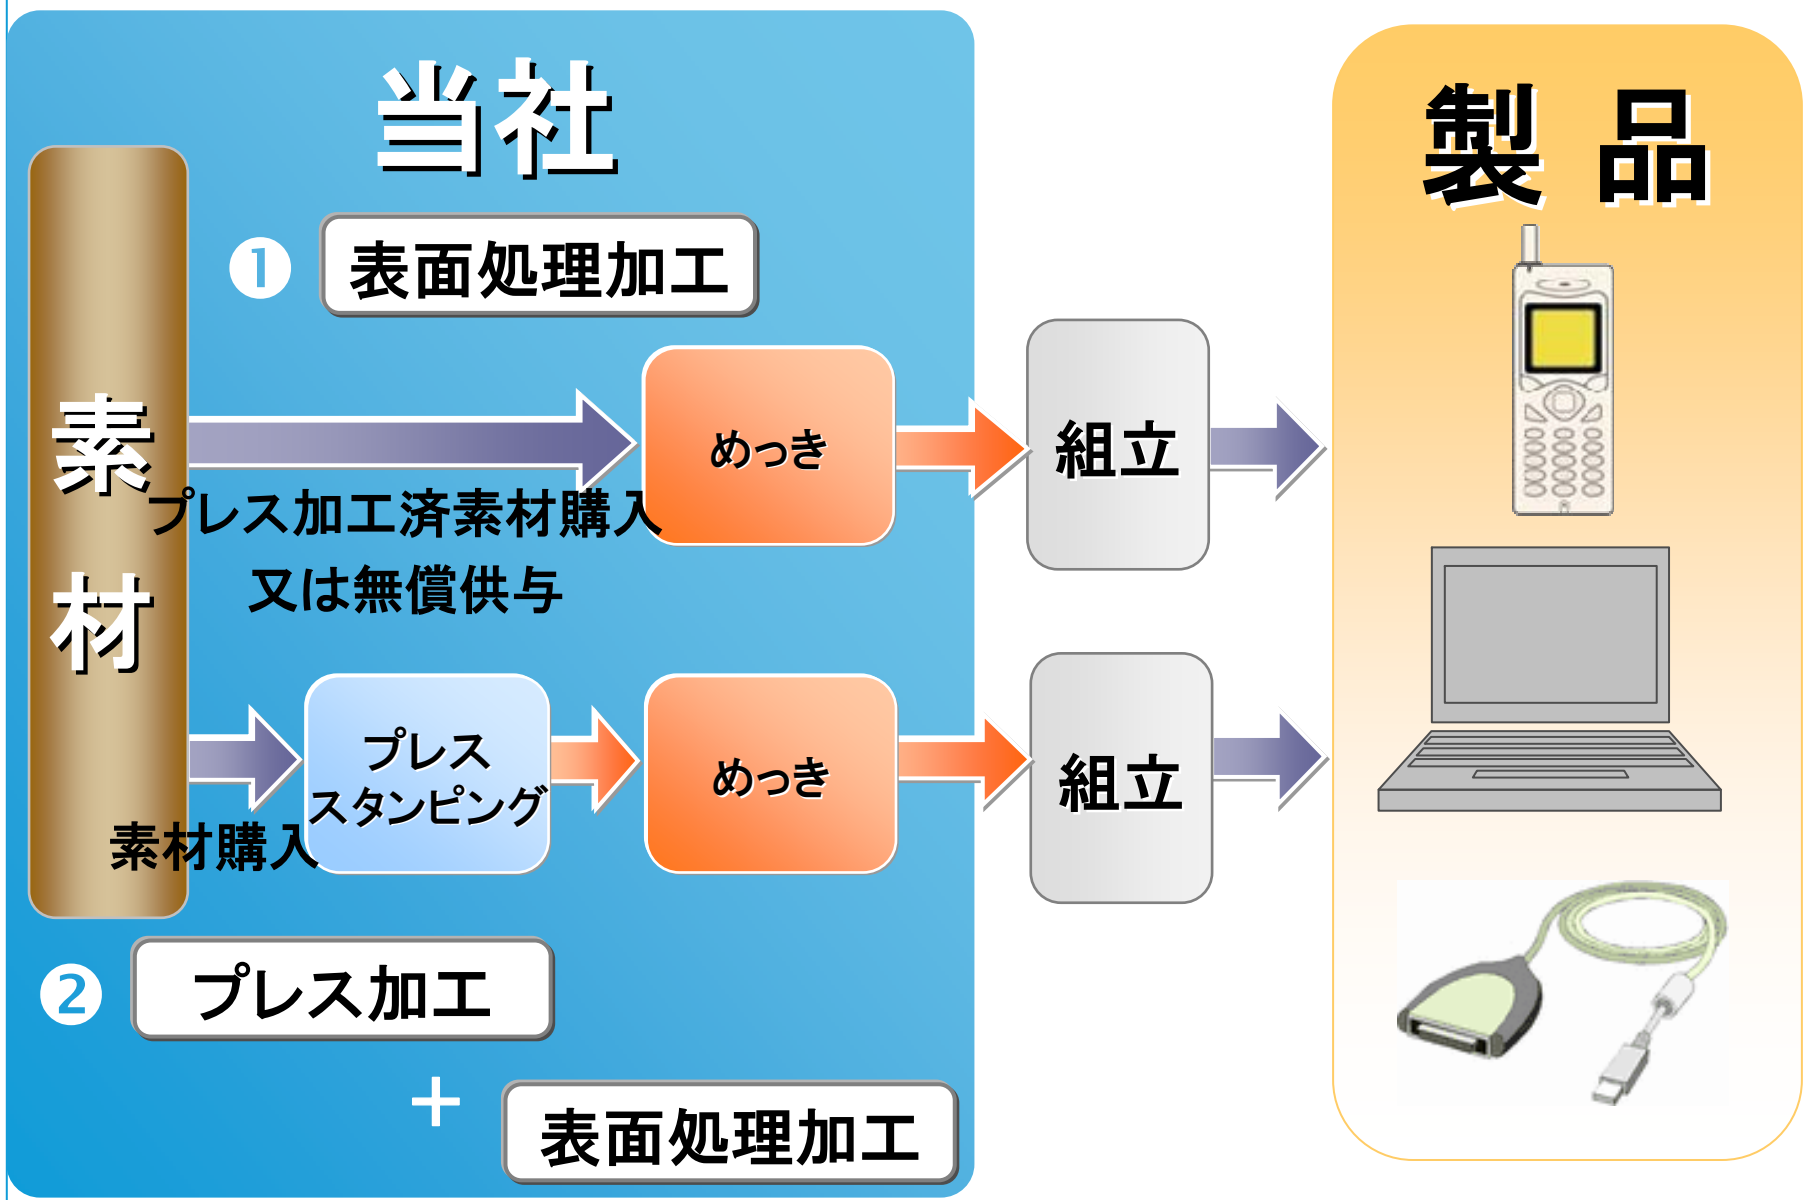 当社
製 品
❶
表面処理加工
素
材
めっき
組立
プレス加工済素材購入
又は無償供与
プレス
スタンピング
めっき
組立
素材購入
❷
プレス加工
+
表面処理加工